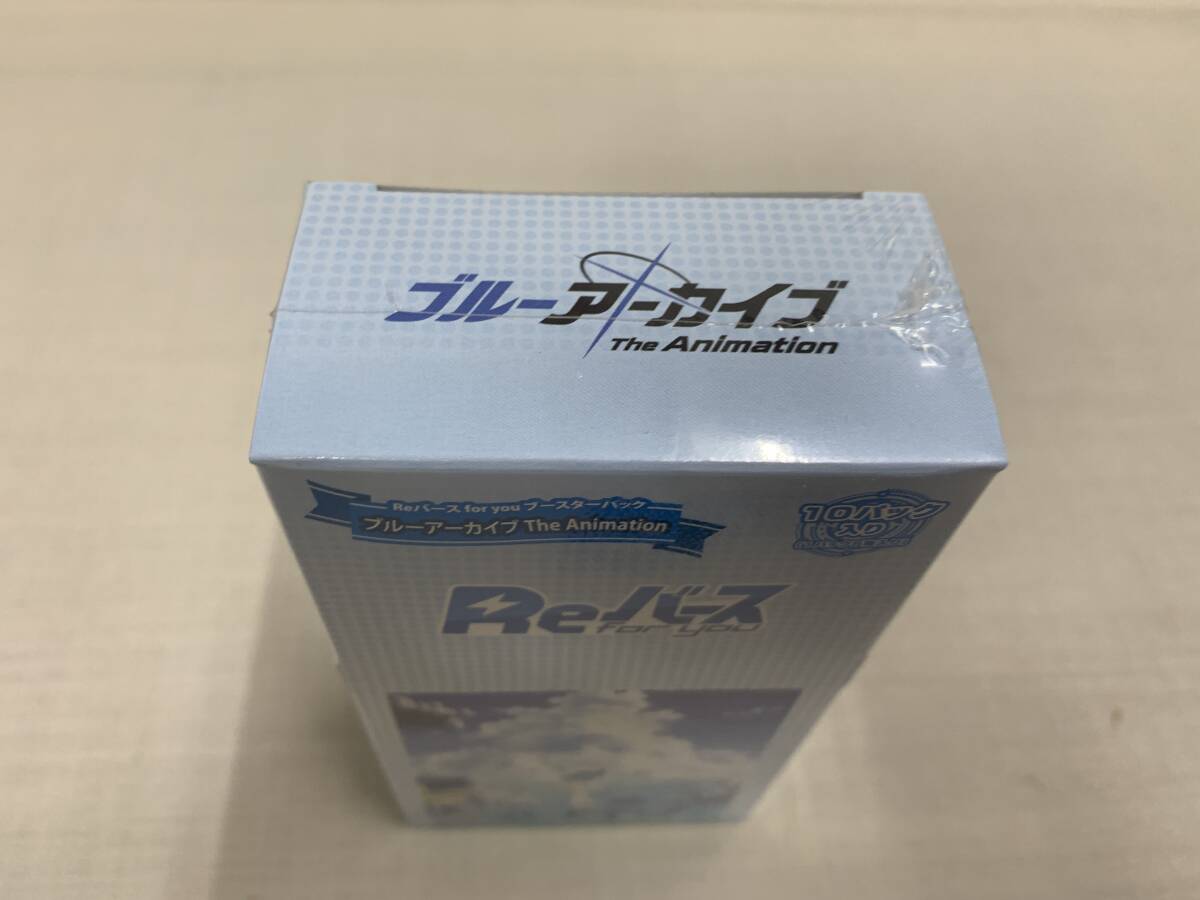 ブルーアーカイブ
The Animation
Reバース for you ブースターパック
ブルーアーカイブ The Animation
10パック
入り
Reバース
for you